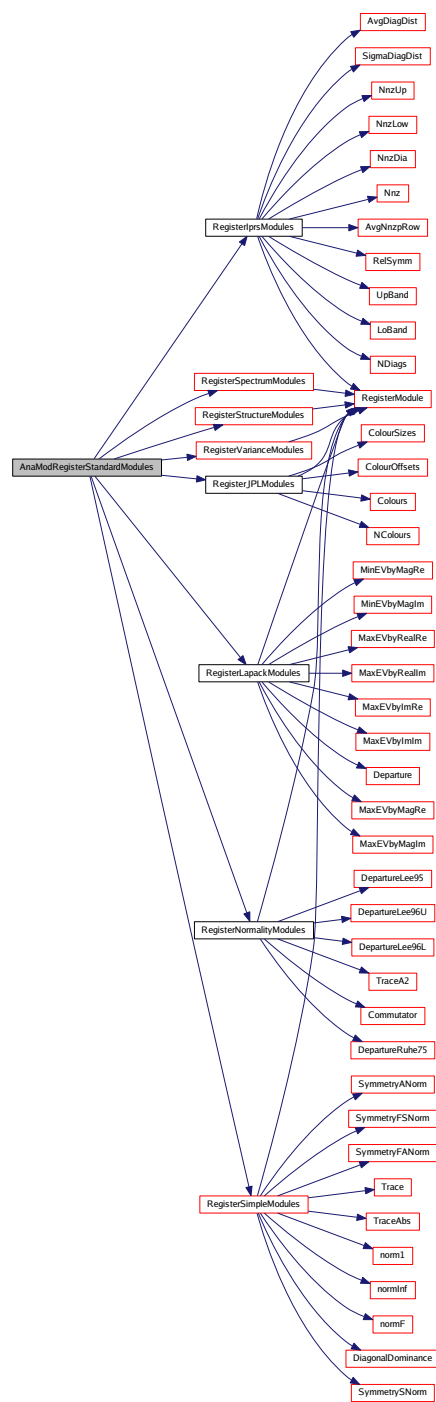 AvgDiagDist
SigmaDiagDist
NnzUp
NnzLow
NnzDia
Nnz
RegisterIprsModules
AvgNnzpRow
RelSymm
UpBand
LoBand
NDiags
RegisterSpectrumModules
RegisterModule
RegisterStructureModules
ColourSizes
RegisterVarianceModules
AnaModRegisterStandardModules
ColourOffsets
RegisterJPLModules
Colours
NColours
MinEVbyMagRe
MinEVbyMagIm
MaxEVbyRealRe
RegisterLapackModules
MaxEVbyRealIm
MaxEVbyImRe
MaxEVbyImIm
Departure
MaxEVbyMagRe
MaxEVbyMagIm
DepartureLee95
DepartureLee96U
RegisterNormalityModules
DepartureLee96L
TraceA2
Commutator
DepartureRuhe75
SymmetryANorm
SymmetryFSNorm
SymmetryFANorm
Trace
RegisterSimpleModules
TraceAbs
norm1
normInf
normF
DiagonalDominance
SymmetrySNorm